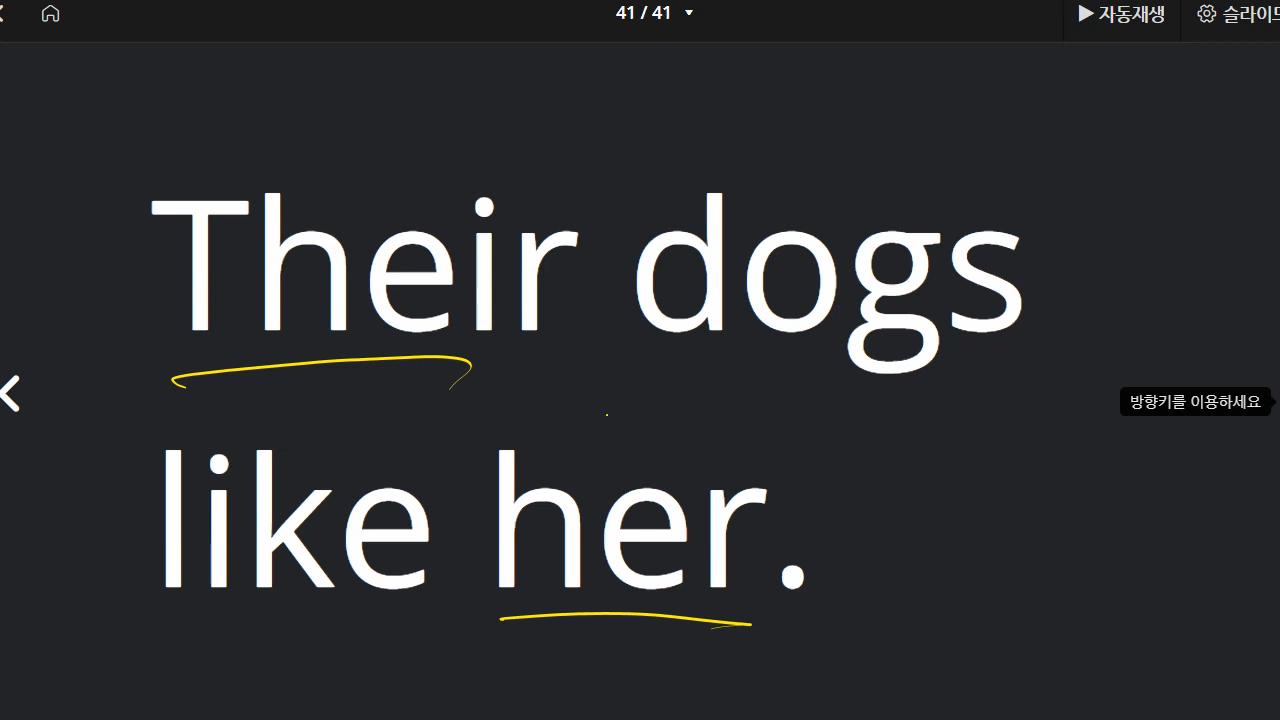 41 / 41
자동재생
슬라이드
Their dogs
방향키를 이용하세요
like her.